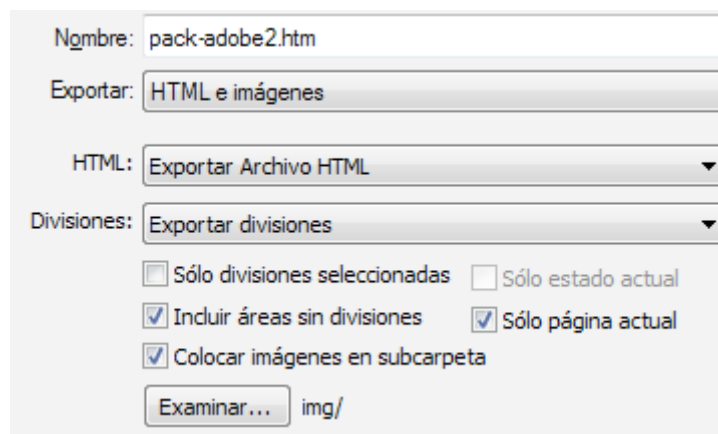 Nombre: pack-adobe2.htm
Exportar: HTML e imágenes
HTML: Exportar Archivo HTML
Divisiones: Exportar divisiones
Sólo divisiones seleccionadas Sólo estado actual
Incluir áreas sin divisiones Sólo página actual
Colocar imágenes en subcarpeta
Examinar... img/